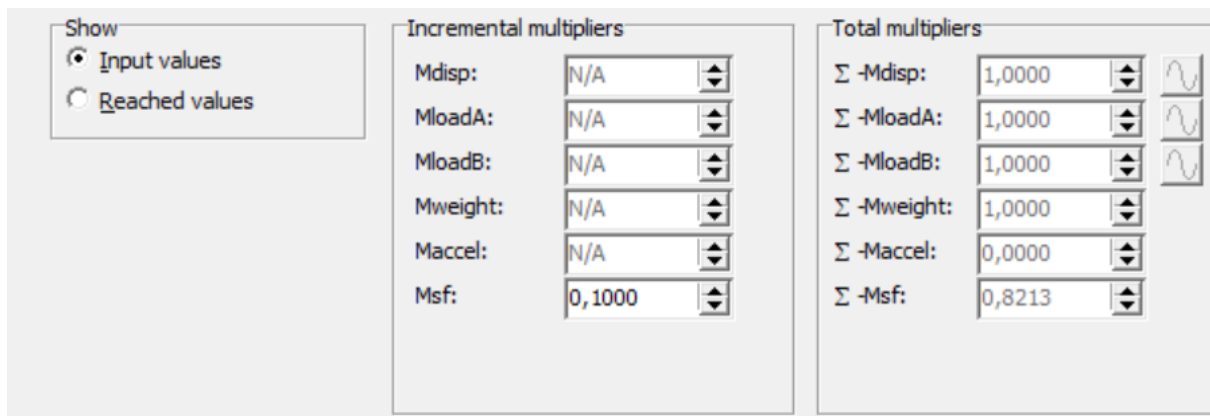 Show
Input values
Reached values
Incremental multipliers
Mdisp: N/A
MloadA: N/A
MloadB: N/A
Mweight: N/A
Maccel: N/A
Msf: 0,1000
Total multipliers
Σ -Mdisp: 1,0000
Σ -MloadA: 1,0000
Σ -MloadB: 1,0000
Σ -Mweight: 1,0000
Σ -Maccel: 0,0000
Σ -Msf: 0,8213